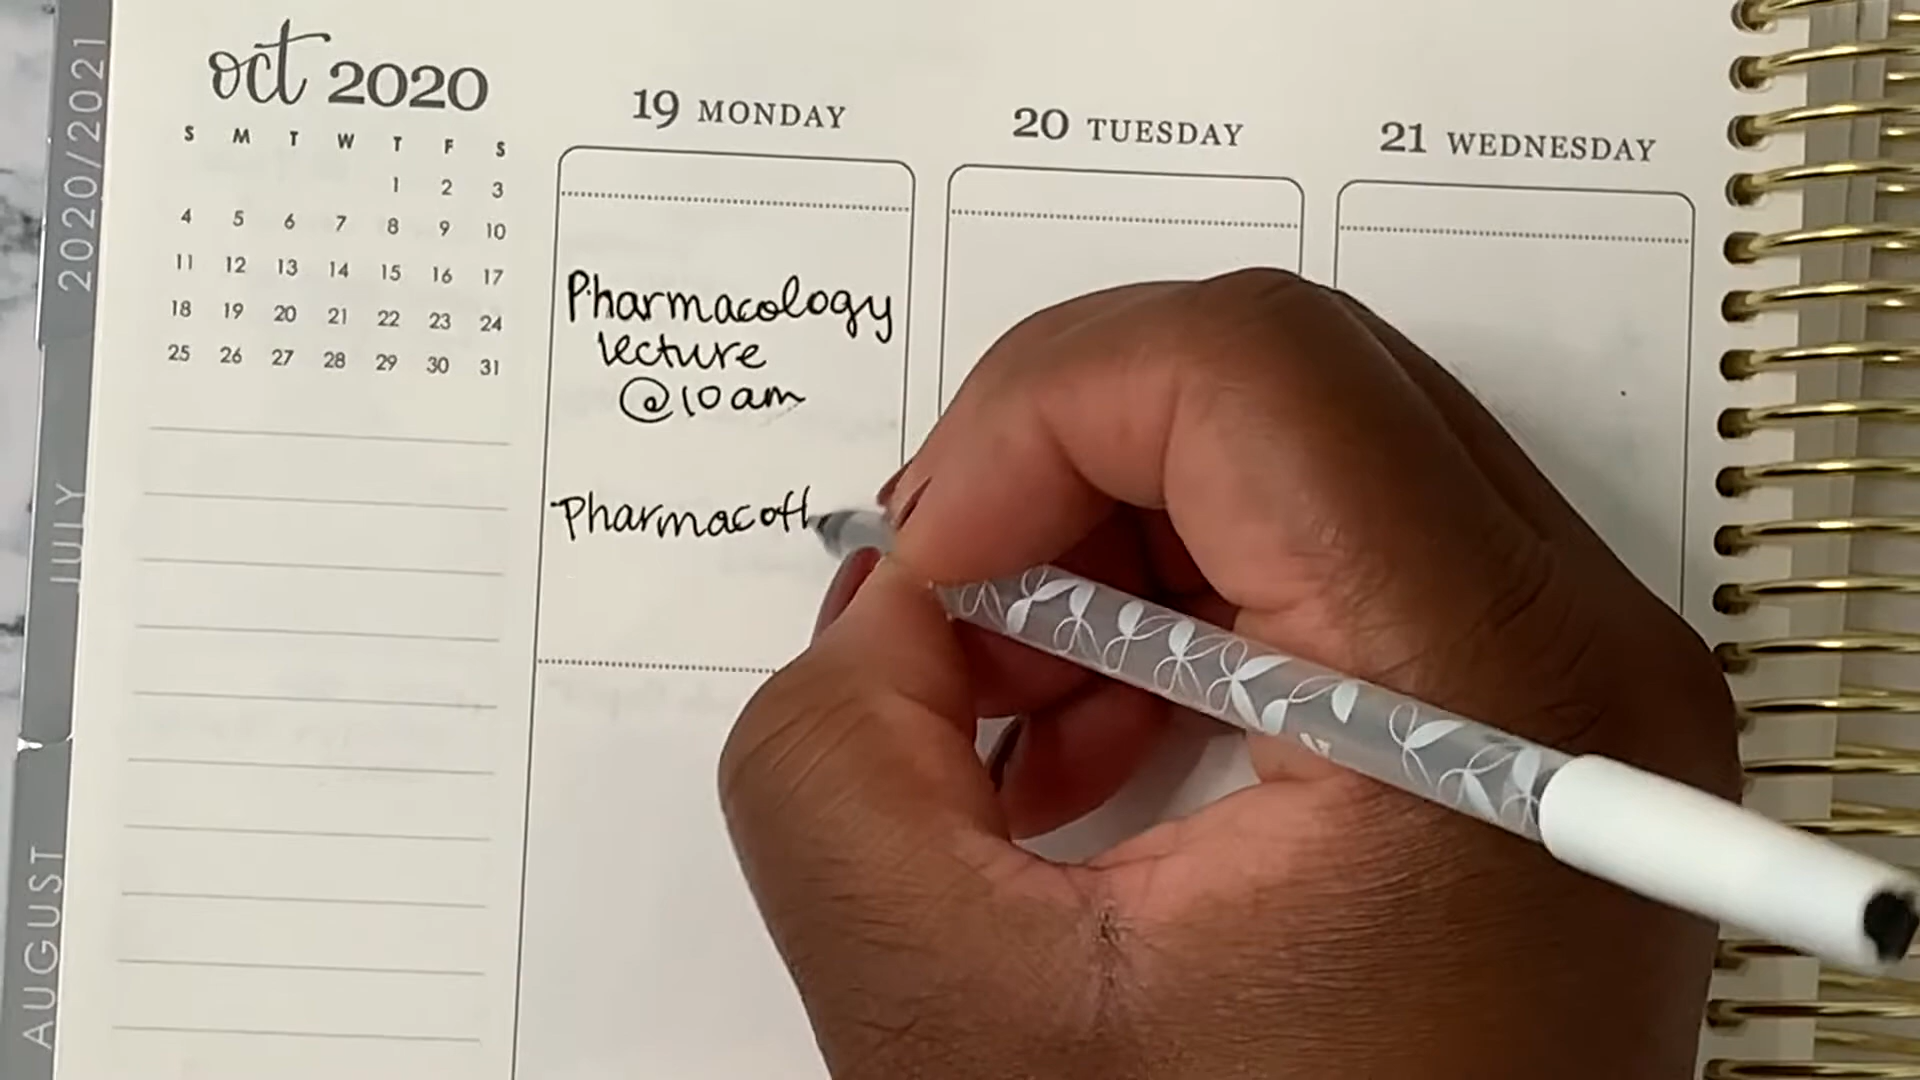 2020/2021
JULY
AUGUST
oct 2020
S M T W T F S
1 2 3
4 5 6 7 8 9 10
11 12 13 14 15 16 17
18 19 20 21 22 23 24
25 26 27 28 29 30 31
19 MONDAY
Pharmacology
lecture
@10am
Pharmacoth
20 TUESDAY
21 WEDNESDAY